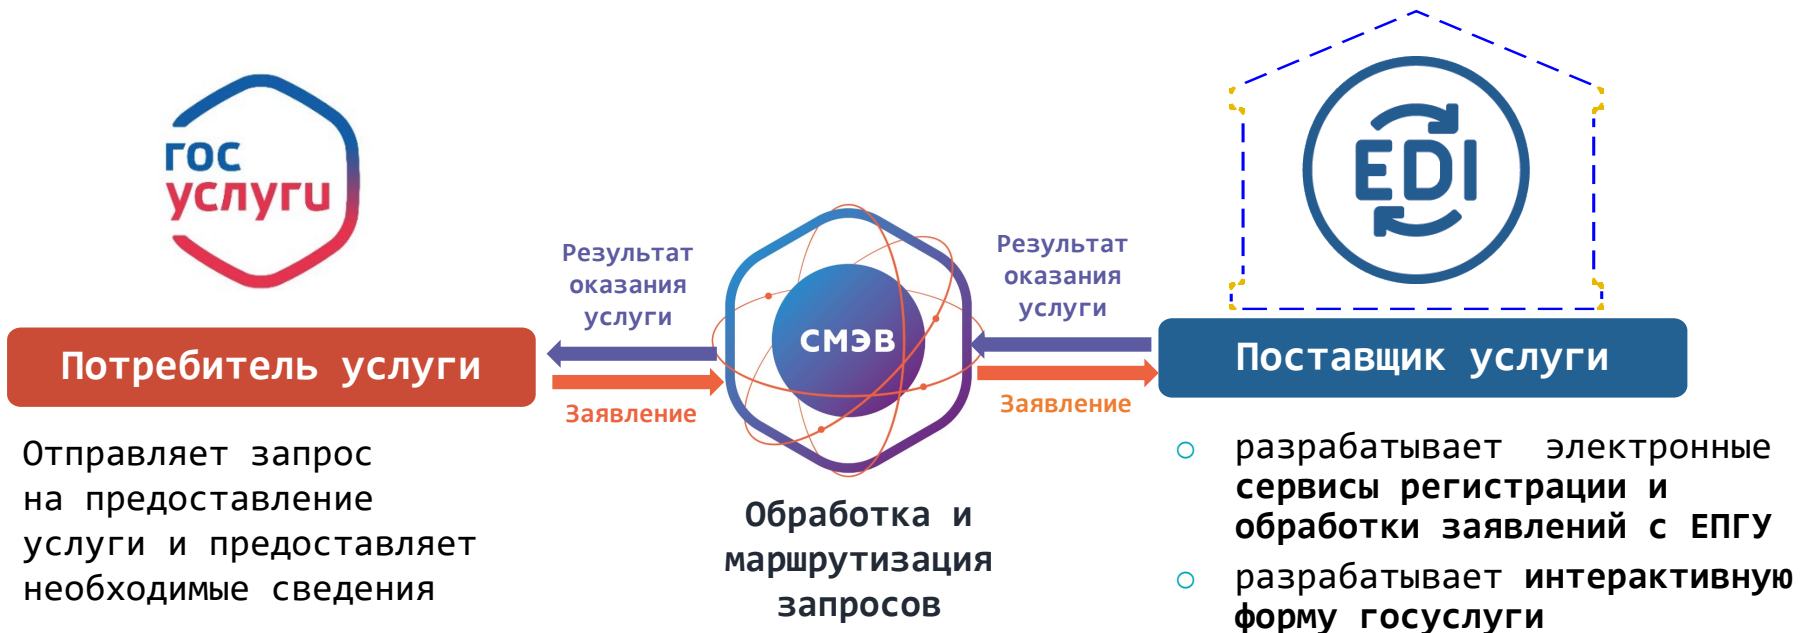 гос
услуги
EDI
Результат
оказания
услуги
Результат
оказания
услуги
смэв
Потребитель услуги
Поставщик услуги
Заявление
Заявление
Отправляет запрос
на предоставление
услуги и предоставляет
необходимые сведения
Обработка и
маршрутизация
запросов
разрабатывает электронные
сервисы регистрации и
обработки заявлений с ЕПГУ
разрабатывает интерактивную
форму госуслуги